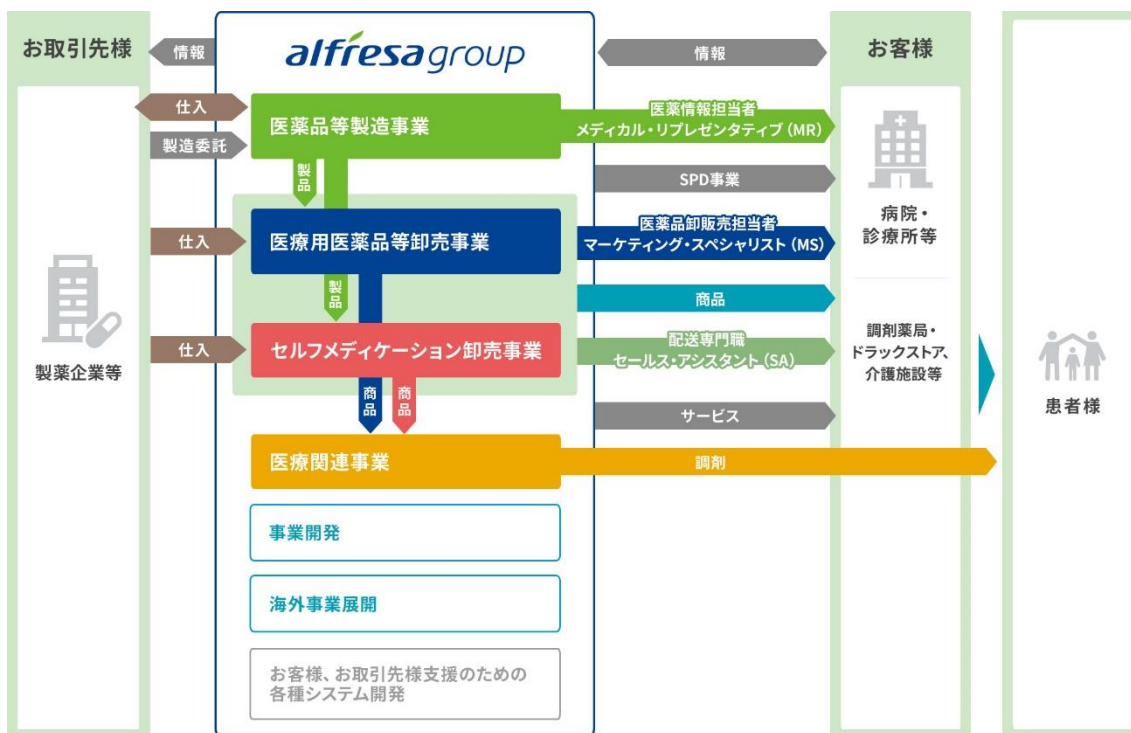 お取引先様
情報
alfresa group
情報
お客様
仕入
製造委託
医薬品等製造事業
医薬情報担当者
メディカル・リプレゼンタティブ（MR）
製品
SPD事業
仕入
医療用医薬品等卸売事業
医薬品卸販売担当者
マーケティング・スペシャリスト（MS）
病院・
診療所等
製品
商品
仕入
セルフメディケーション卸売事業
配送専門職
セールス・アシスタント（SA）
調剤薬局・
ドラックストア、
介護施設等
製薬企業等
患者様
商品
商品
サービス
医療関連事業
調剤
事業開発
海外事業展開
お客様、お取引先様支援のための
各種システム開発